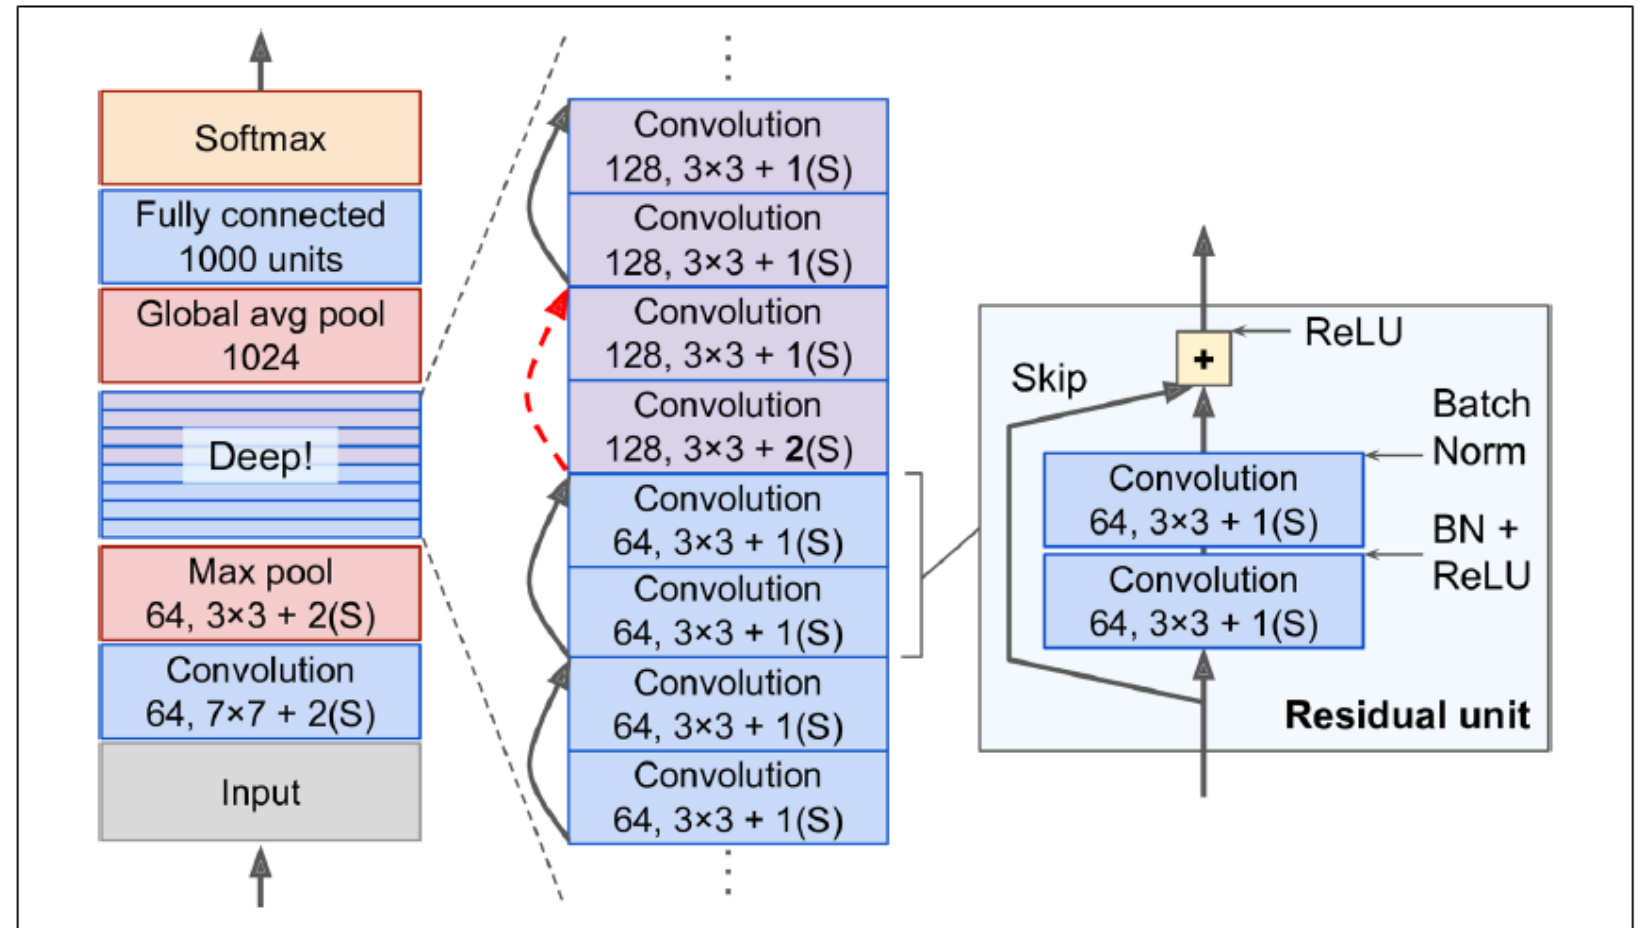 Softmax
Fully connected
1000 units
Global avg pool
1024
Deep!
Max pool
64, 3×3 + 2(S)
Convolution
64, 7×7 + 2(S)
Input
Convolution
128, 3×3 + 1(S)
Convolution
128, 3×3 + 1(S)
Convolution
128, 3×3 + 1(S)
Convolution
128, 3×3 + 2(S)
Convolution
64, 3×3 + 1(S)
Convolution
64, 3×3 + 1(S)
Convolution
64, 3×3 + 1(S)
Convolution
64, 3×3 + 1(S)
+
ReLU
Skip
Batch
Norm
Convolution
64, 3×3 + 1(S)
BN +
ReLU
Convolution
64, 3×3 + 1(S)
Residual unit